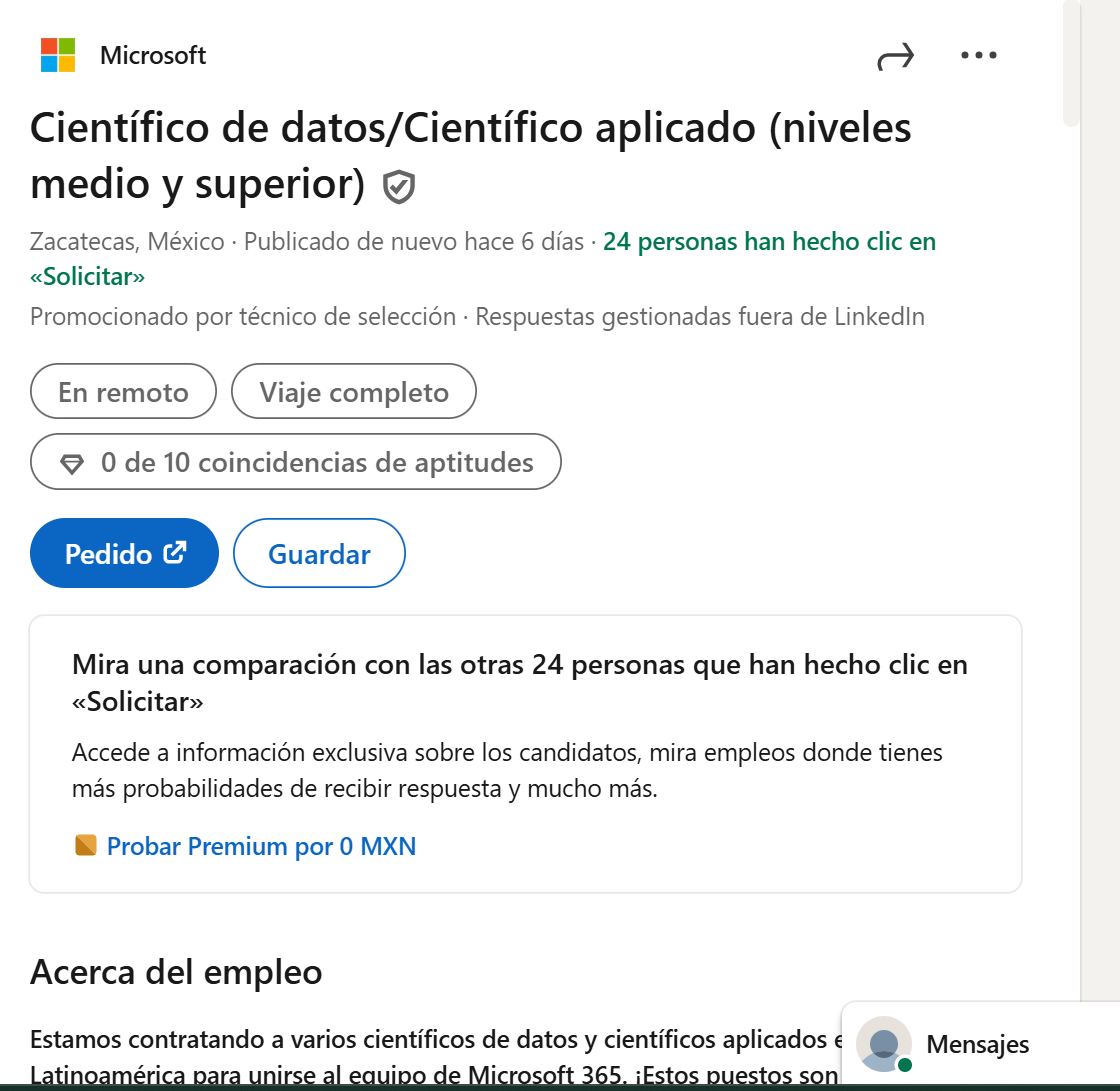 Microsoft
Científico de datos/Científico aplicado (niveles
medio y superior)
Zacatecas, México · Publicado de nuevo hace 6 días · 24 personas han hecho clic en
«Solicitar»
Promocionado por técnico de selección · Respuestas gestionadas fuera de LinkedIn
En remoto
Viaje completo
0 de 10 coincidencias de aptitudes
Pedido
Guardar
Mira una comparación con las otras 24 personas que han hecho clic en
«Solicitar»
Accede a información exclusiva sobre los candidatos, mira empleos donde tienes
más probabilidades de recibir respuesta y mucho más.
Probar Premium por 0 MXN
Acerca del empleo
Estamos contratando a varios científicos de datos y científicos aplicados
Latinoamérica para unirse al equipo de Microsoft 365. ¡Estos puestos son
Mensajes